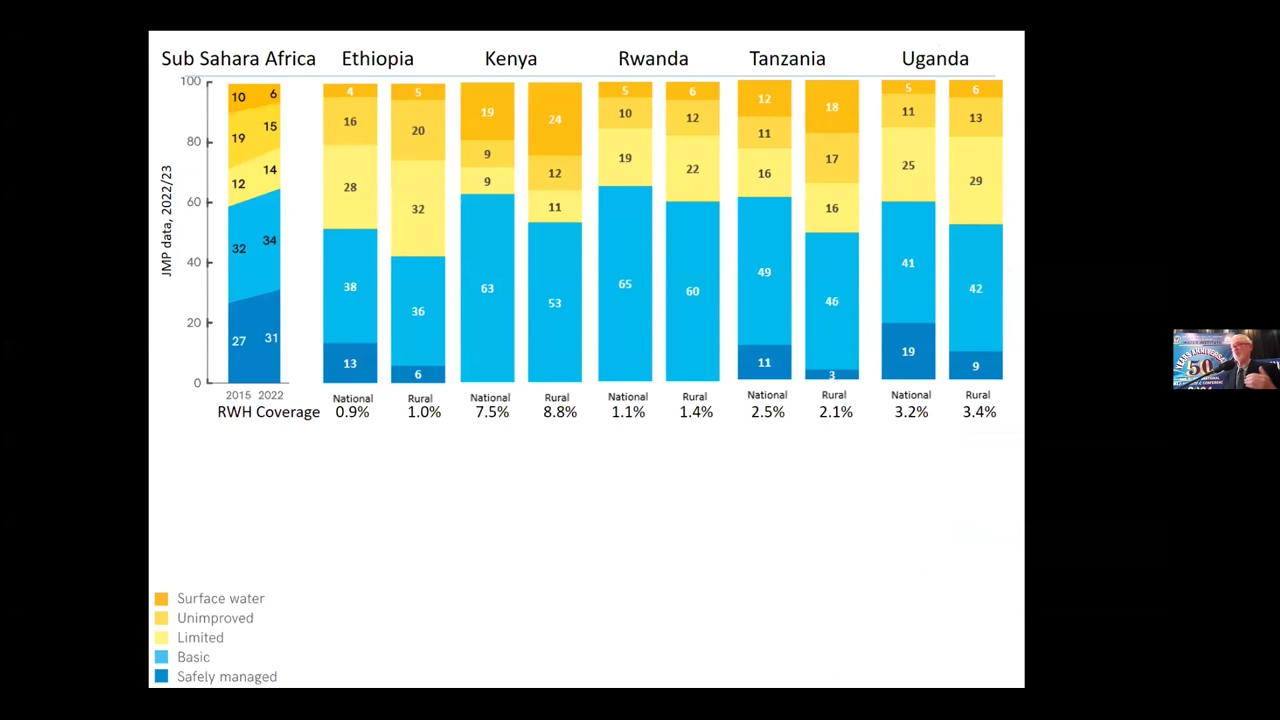 Sub Sahara Africa
Ethiopia
Kenya
Rwanda
Tanzania
Uganda
JMP data, 2022/23
100
80
60
40
20
0
10 6
19 15
12 14
32 34
27 31
2015 2022
4
16
28
38
13
National
5
20
32
36
6
Rural
19
9
9
63
National
24
12
11
53
Rural
5
10
19
65
National
6
12
22
60
Rural
12
11
16
49
11
National
18
17
16
46
3
Rural
5
11
25
41
19
National
6
13
29
42
9
Rural
RWH Coverage 0.9% 1.0% 7.5% 8.8% 1.1% 1.4% 2.5% 2.1% 3.2% 3.4%
Surface water
Unimproved
Limited
Basic
Safely managed
50